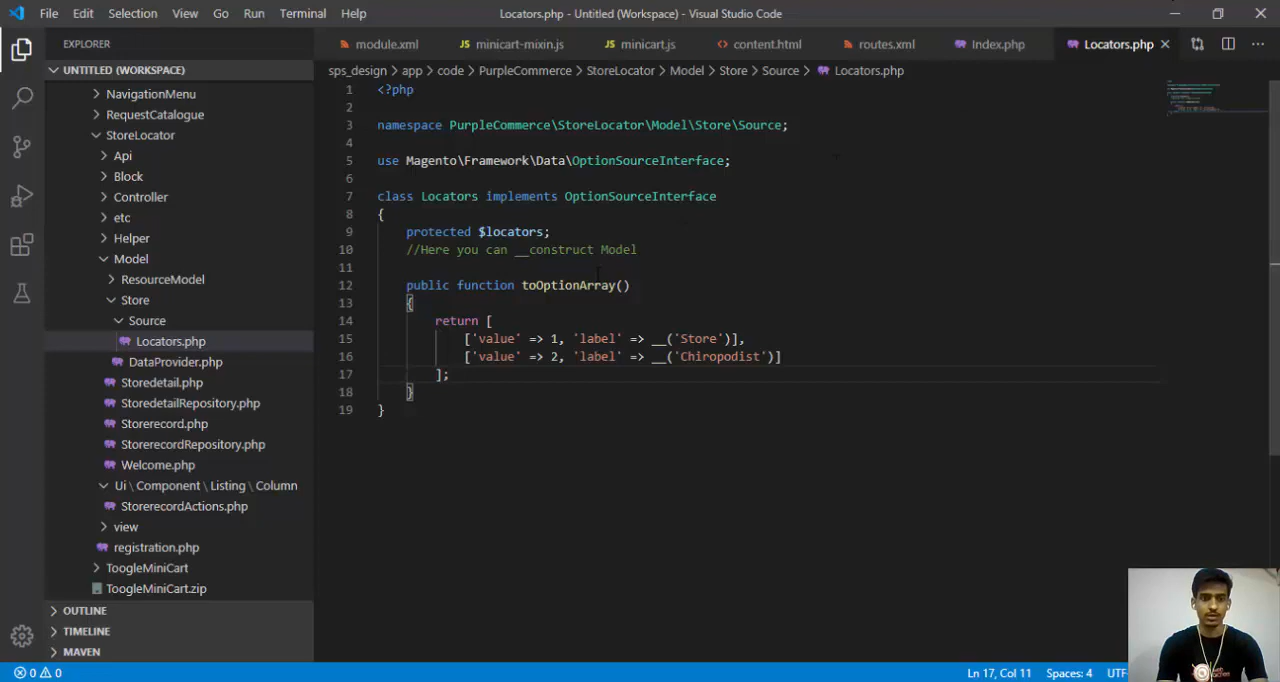 File Edit Selection View Go Run Terminal Help Locators.php - Untitled (Workspace) - Visual Studio Code
EXPLORER
module.xml minicart-mixin.js minicart.js content.html routes.xml Index.php Locators.php
UNTITLED (WORKSPACE)
sps_design > app > code > PurpleCommerce > StoreLocator > Model > Store > Source > Locators.php
NavigationMenu
RequestCatalogue
StoreLocator
Api
Block
Controller
etc
Helper
Model
ResourceModel
Store
Source
Locators.php
DataProvider.php
Storedetail.php
StoredetailRepository.php
Storerecord.php
StorerecordRepository.php
Welcome.php
Ui \ Component \ Listing \ Column
StorerecordActions.php
view
registration.php
ToogleMiniCart
ToogleMiniCart.zip
OUTLINE
TIMELINE
MAVEN
1 <?php
2
3 namespace PurpleCommerce\StoreLocator\Model\Store\Source;
4
5 use Magento\Framework\Data\OptionSourceInterface;
6
7 class Locators implements OptionSourceInterface
8 {
9 protected $locators;
10 //Here you can __construct Model
11
12 public function toOptionArray()
13 {
14 return [
15 ['value' => 1, 'label' => __('Store')],
16 ['value' => 2, 'label' => __('Chiropodist')]
17 ];
18 }
19 }
0 0 Ln 17, Col 11 Spaces: 4 UTF